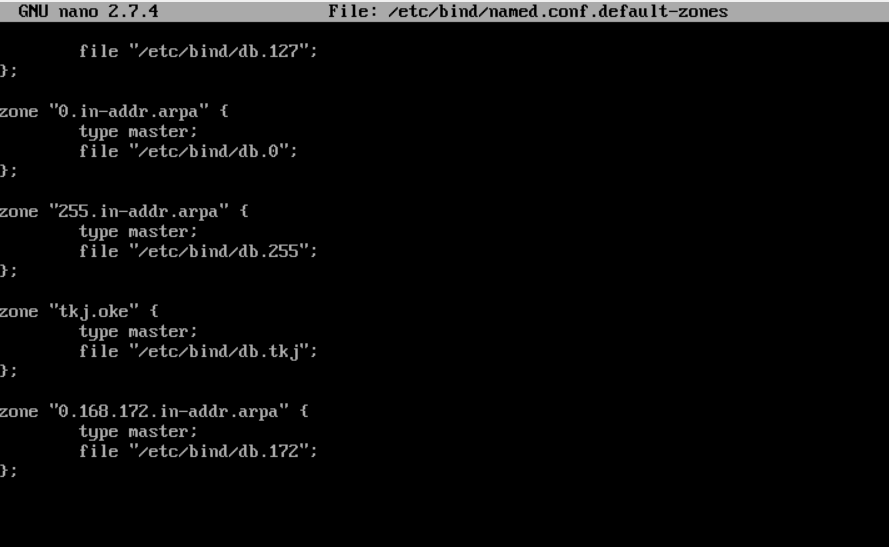 GNU nano 2.7.4 File: /etc/bind/named.conf.default-zones
file "/etc/bind/db.127";
};
zone "0.in-addr.arpa" {
type master;
file "/etc/bind/db.0";
};
zone "255.in-addr.arpa" {
type master;
file "/etc/bind/db.255";
};
zone "tkj.oke" {
type master;
file "/etc/bind/db.tkj";
};
zone "0.168.172.in-addr.arpa" {
type master;
file "/etc/bind/db.172";
};